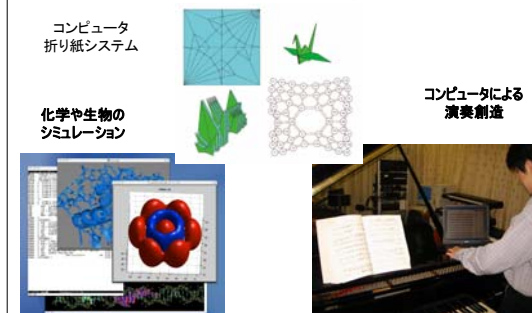 コンピュータ
折り紙システム
化学や生物の
シミュレーション
コンピュータによる
演奏創造